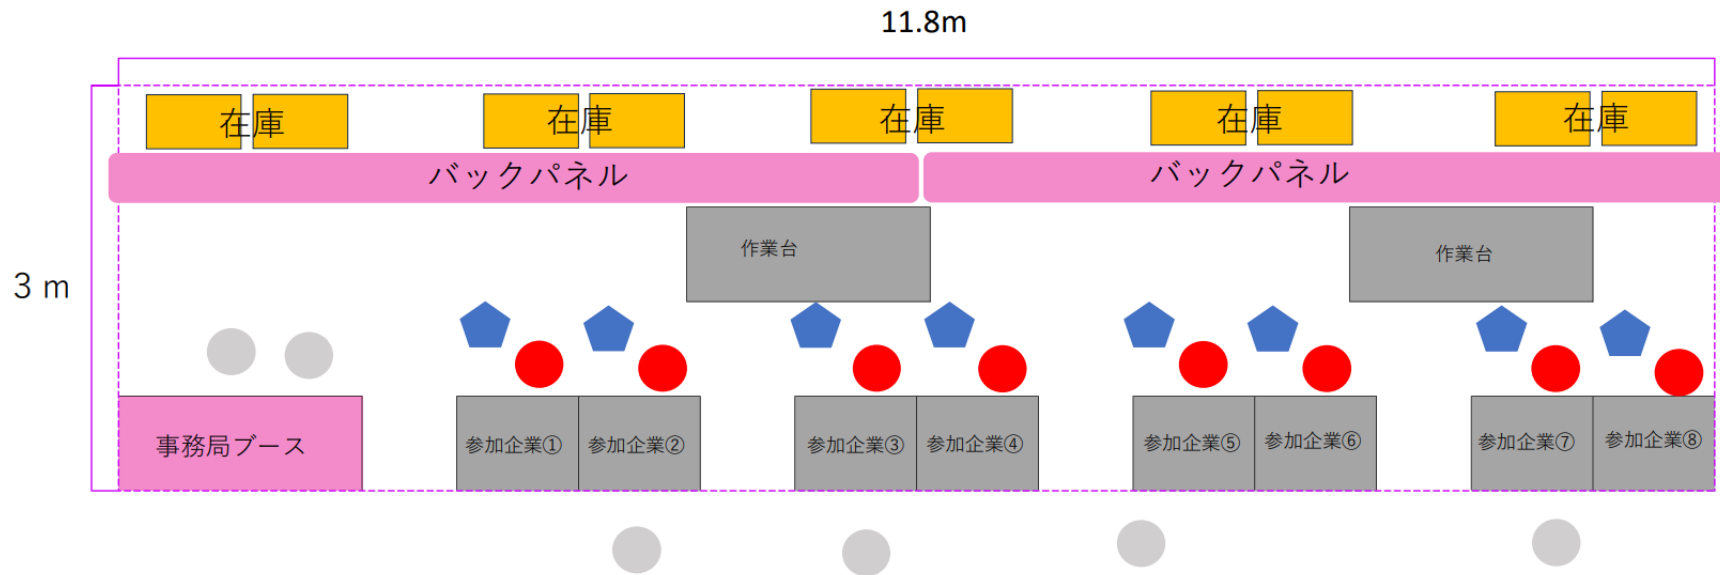 11.8m
在庫
在庫
在庫
在庫
在庫
バックパネル
バックパネル
作業台
作業台
3 m
事務局ブース
参加企業①
参加企業②
参加企業③
参加企業④
参加企業⑤
参加企業⑥
参加企業⑦
参加企業⑧